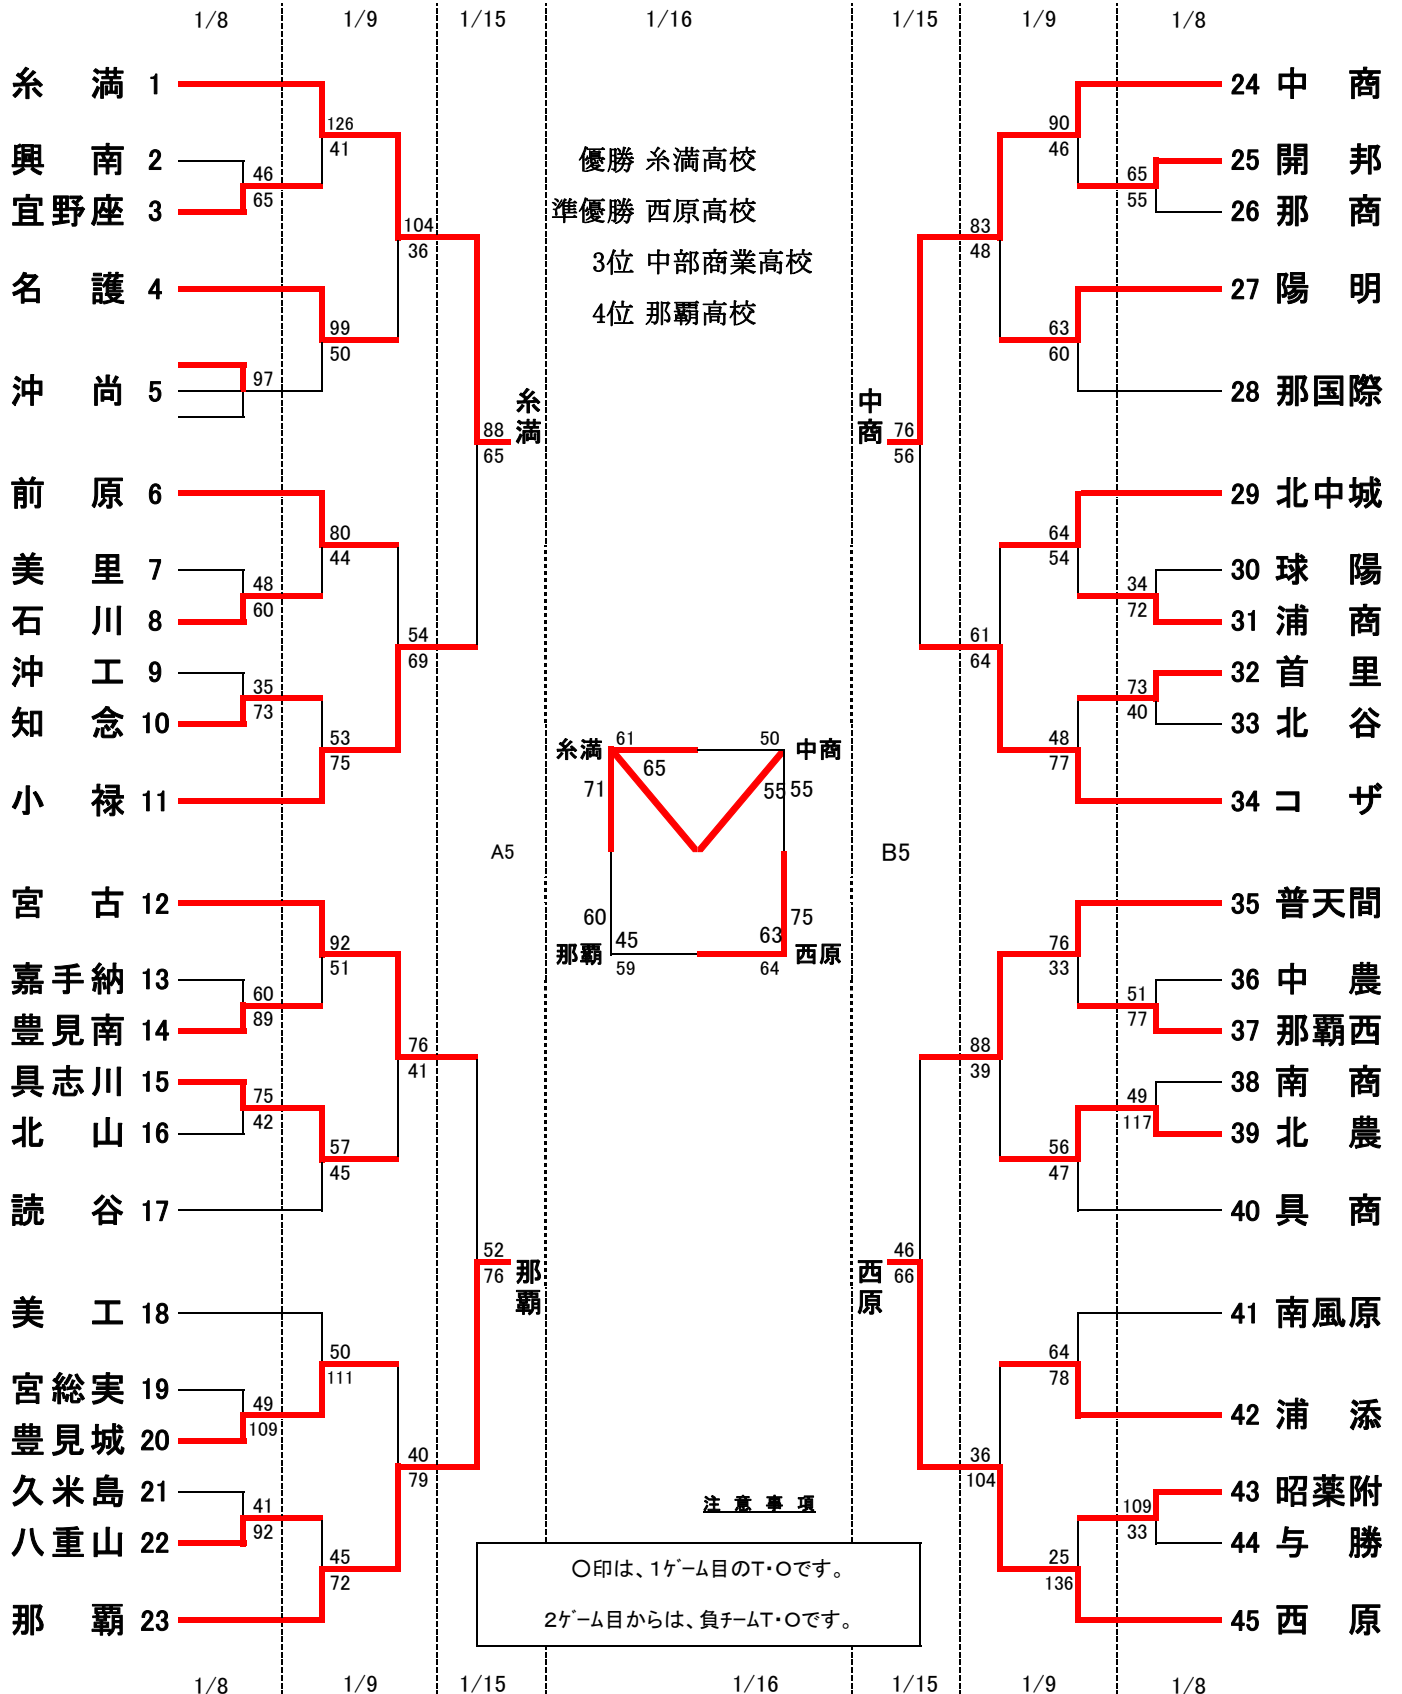 1/8 1/9 1/15 1/16 1/15 1/9 1/8
糸満 1
興南 2
宜野座 3
名護 4
沖尚 5
前原 6
美里 7
石川 8
沖工 9
知念 10
小禄 11
宮古 12
嘉手納 13
豊見南 14
具志川 15
北山 16
読谷 17
美工 18
宮総実 19
豊見城 20
久米島 21
八重山 22
那覇 23
46
65
97
48
60
35
73
60
89
75
42
49
109
41
92
126
41
99
50
80
44
53
75
92
51
57
45
50
111
45
72
104
36
54
69
76
41
40
79
88
65
糸満
52
76
那覇
優勝 糸満高校
準優勝 西原高校
3位 中部商業高校
4位 那覇高校
糸満 61 50 中商
65
71 55 55
A5 B5
60 75
45 63
那覇 59 64 西原
注意事項
〇印は、1ゲーム目のT・Oです。
2ゲーム目からは、負チームT・Oです。
中商
76
56
西原
46
66
83
48
61
64
88
39
36
104
90
46
63
60
64
54
48
77
76
33
56
47
64
78
25
136
65
55
34
72
73
40
51
77
49
117
109
33
24 中商
25 開邦
26 那商
27 陽明
28 那国際
29 北中城
30 球陽
31 浦商
32 首里
33 北谷
34 コザ
35 普天間
36 中農
37 那覇西
38 南商
39 北農
40 具商
41 南風原
42 浦添
43 昭薬附
44 与勝
45 西原
1/8 1/9 1/15 1/16 1/15 1/9 1/8